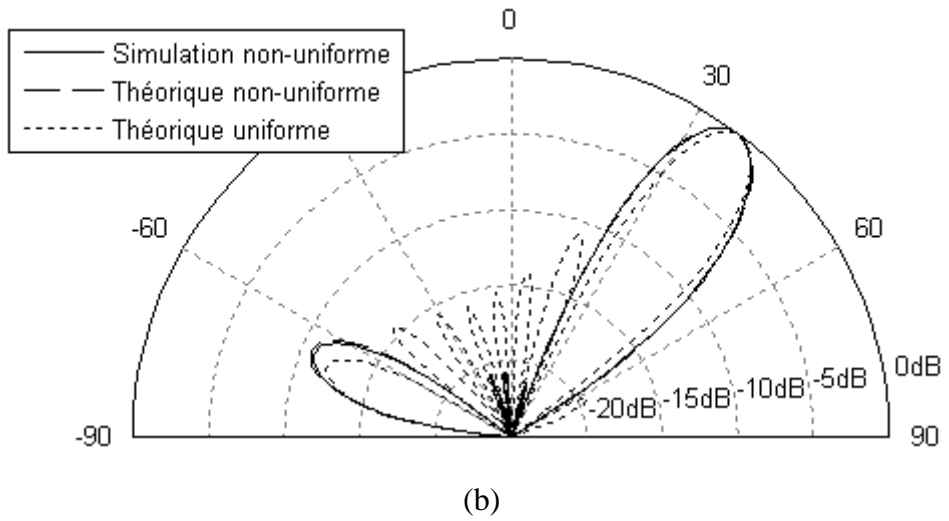 0
Simulation non-uniforme
Théorique non-uniforme
Théorique uniforme
30
-60
60
-90
-20dB
-15dB
-10dB
-5dB
0dB
90
(b)